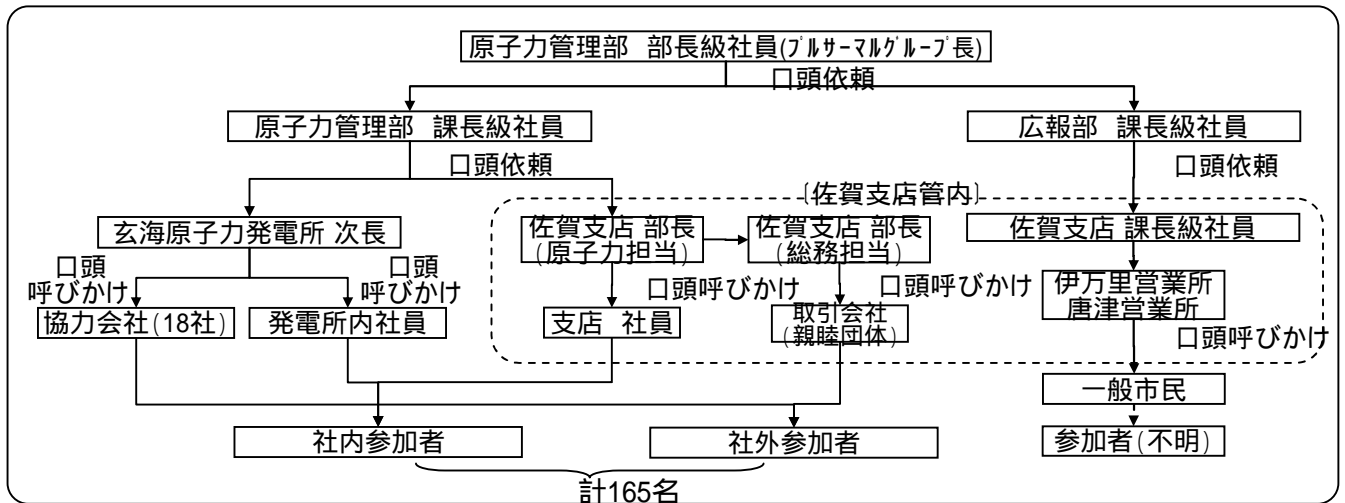 原子力管理部 部長級社員(ﾌﾟﾙｻｰﾏﾙｸﾞﾙｰﾌﾟ長)
口頭依頼
原子力管理部 課長級社員
広報部 課長級社員
口頭依頼
口頭依頼
〔佐賀支店管内〕
玄海原子力発電所 次長
佐賀支店 部長
(原子力担当)
佐賀支店 部長
(総務担当)
佐賀支店 課長級社員
口頭
呼びかけ
口頭
呼びかけ
口頭呼びかけ
口頭呼びかけ
伊万里営業所
唐津営業所
協力会社(18社)
発電所内社員
支店 社員
取引会社
(親睦団体)
口頭呼びかけ
一般市民
社内参加者
社外参加者
参加者(不明)
計165名